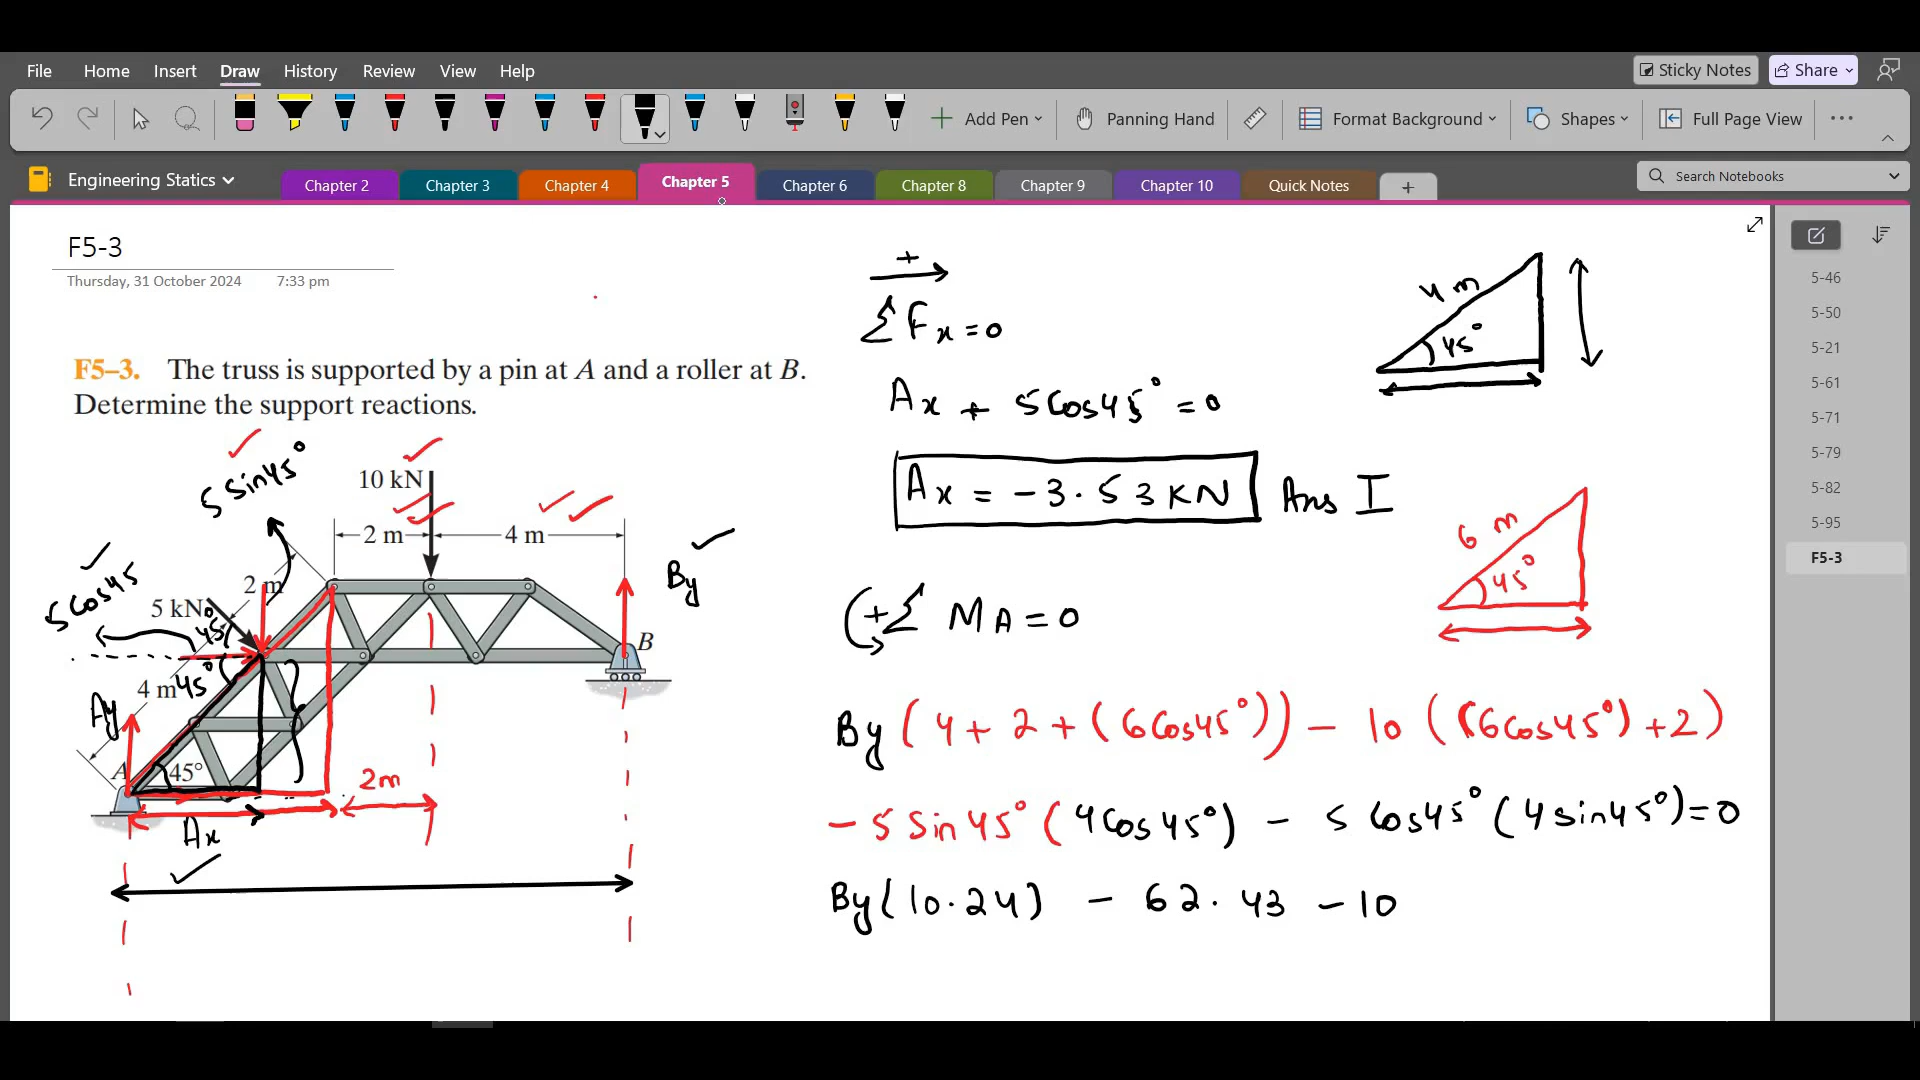 File Home Insert Draw History Review View Help Sticky Notes Share
Add Pen Panning Hand Format Background Shapes Full Page View
Engineering Statics Chapter 2 Chapter 3 Chapter 4 Chapter 5 Chapter 6 Chapter 8 Chapter 9 Chapter 10 Quick Notes + Search Notebooks
F5-3
Thursday, 31 October 2024 7:33 pm
F5–3. The truss is supported by a pin at A and a roller at B.
Determine the support reactions.
5 sin45°
10 kN
2 m 4 m
5 cos45
2 m
5 kN
45°
By
B
45°
4 m
Ay
A
45°
2m
Ax
+
ΣFx=0
Ax + 5cos45°=0
Ax = -3.53KN Ans I
(+Σ MA=0
By(4+2+(6cos45°)) - 10((6cos45°)+2)
-5sin45°(4cos45°) - 5cos45°(4sin45°)=0
By(10.24) - 62.43 -10
4 m
45°
6 m
45°
5-46
5-50
5-21
5-61
5-71
5-79
5-82
5-95
F5-3